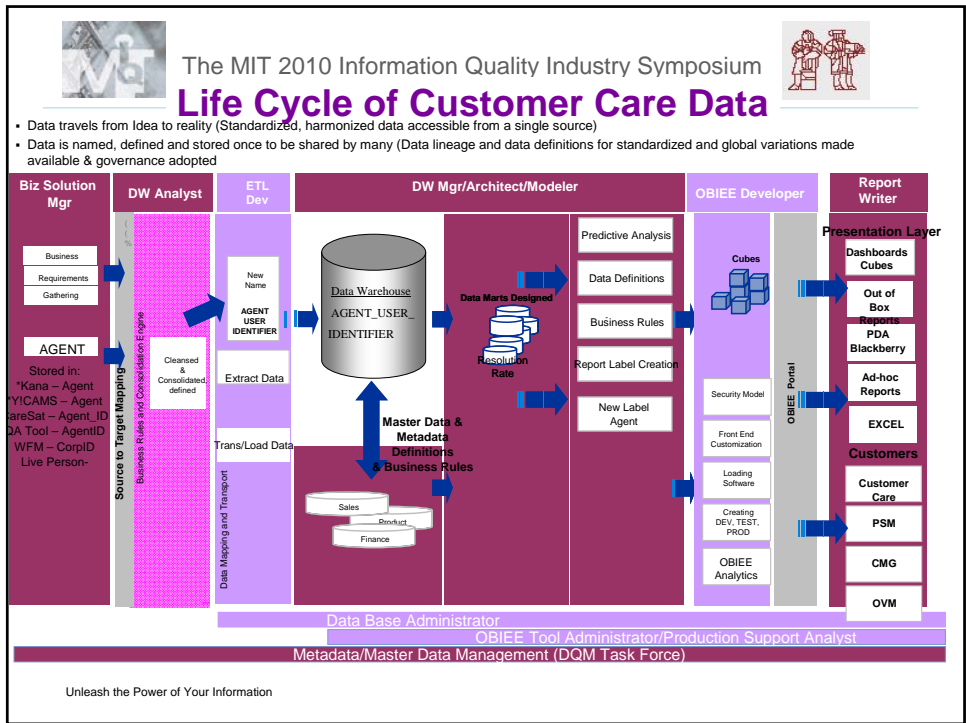 The MIT 2010 Information Quality Industry Symposium
Life Cycle of Customer Care Data
▪ Data travels from Idea to reality (Standardized, harmonized data accessible from a single source)
▪ Data is named, defined and stored once to be shared by many (Data lineage and data definitions for standardized and global variations made
available & governance adopted
Biz Solution
Mgr
DW Analyst
ETL
Dev
DW Mgr/Architect/Modeler
OBIEE Developer
Report
Writer
Business
Requirements
Gathering
AGENT
Stored in:
*Kana – Agent
*Y!CAMS – Agent
CareSat – Agent_ID
QA Tool – AgentID
WFM – CorpID
Live Person-
Source to Target Mapping
Business Rules and Consolidation Engine
Cleansed
&
Consolidated,
defined
New
Name
AGENT
USER
IDENTIFIER
Extract Data
Trans/Load Data
Data Mapping and Transport
Data Warehouse
AGENT_USER_
IDENTIFIER
Master Data &
Metadata
Definitions
& Business Rules
Sales
Product
Finance
Data Marts Designed
Resolution
Rate
Predictive Analysis
Data Definitions
Business Rules
Report Label Creation
New Label
Agent
Cubes
Security Model
Front End
Customization
Loading
Software
Creating
DEV, TEST,
PROD
OBIEE
Analytics
OBIEE Portal
Presentation Layer
Dashboards
Cubes
Out of
Box
Reports
PDA
Blackberry
Ad-hoc
Reports
EXCEL
Customers
Customer
Care
PSM
CMG
OVM
Data Base Administrator
OBIEE Tool Administrator/Production Support Analyst
Metadata/Master Data Management (DQM Task Force)
Unleash the Power of Your Information